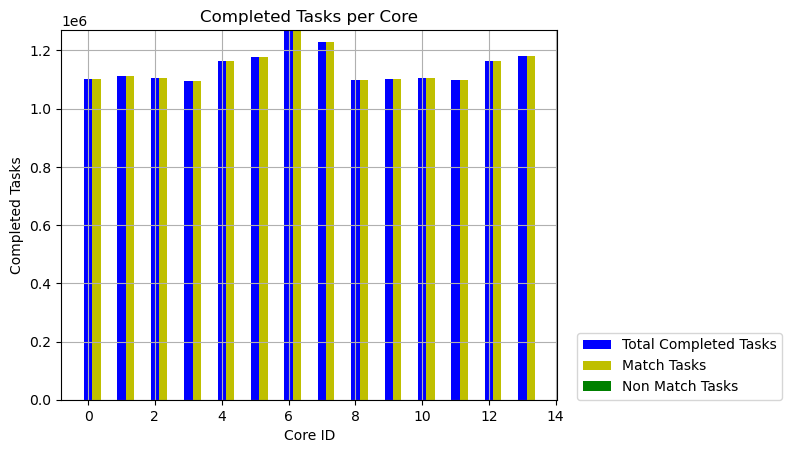 Completed Tasks per Core
1e6
1.2
1.0
0.8
0.6
0.4
0.2
0.0
Completed Tasks
0 2 4 6 8 10 12 14
Core ID
Total Completed Tasks
Match Tasks
Non Match Tasks